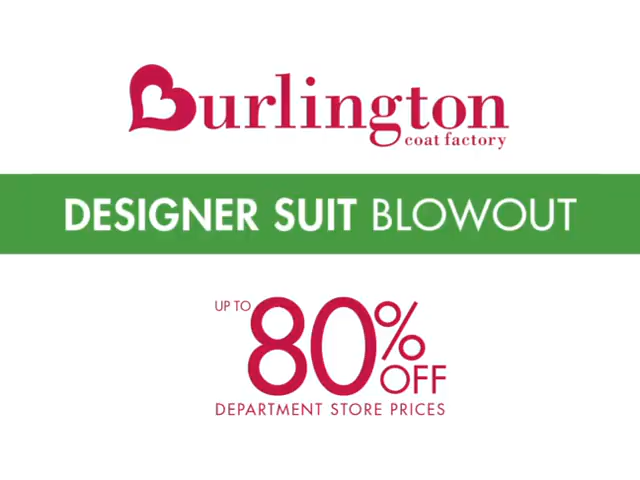 Burlington
coat factory
DESIGNER SUIT BLOWOUT
UP TO
80% OFF
DEPARTMENT STORE PRICES